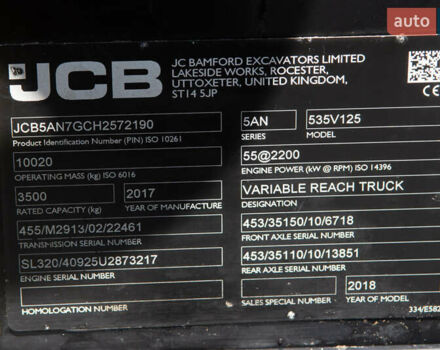 auto
JCB
JC BAMFORD EXCAVATORS LIMITED
LAKESIDE WORKS, ROCESTER,
UTTOXETER, UNITED KINGDOM,
ST14 5JP
JCB5AN7GCH2572190
Product Identification Number (PIN) ISO 10261
5AN
SERIES
535V125
MODEL
10020
OPERATING MASS (kg) ISO 6016
55@2200
ENGINE POWER (kW @ RPM) ISO 14396
3500
RATED CAPACITY (kg)
2017
YEAR OF MANUFACTURE
VARIABLE REACH TRUCK
DESIGNATION
455/M2913/02/22461
TRANSMISSION SERIAL NUMBER
453/35150/10/6718
FRONT AXLE SERIAL NUMBER
SL320/40925U2873217
ENGINE SERIAL NUMBER
453/35110/10/13851
REAR AXLE SERIAL NUMBER
HOMOLOGATION NUMBER
SALES SPECIAL NUMBER
2018
YEAR OF MODEL
334/E582